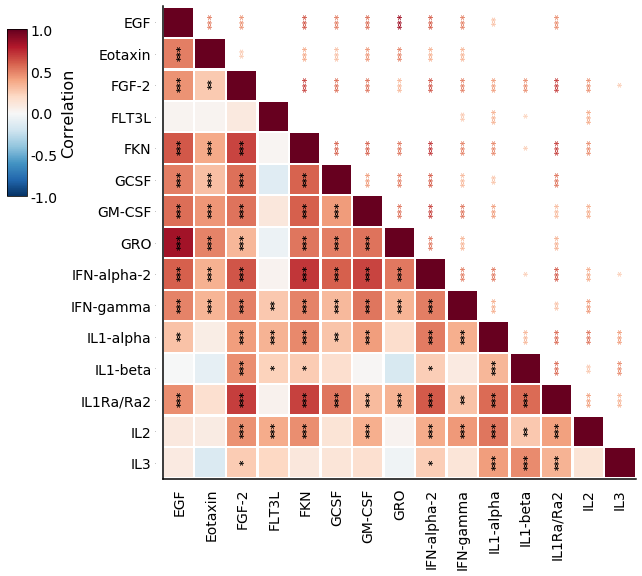 1.0
0.5
0.0
-0.5
-1.0
Correlation
EGF
Eotaxin
FGF-2
FLT3L
FKN
GCSF
GM-CSF
GRO
IFN-alpha-2
IFN-gamma
IL1-alpha
IL1-beta
IL1Ra/Ra2
IL2
IL3
EGF
Eotaxin
FGF-2
FLT3L
FKN
GCSF
GM-CSF
GRO
IFN-alpha-2
IFN-gamma
IL1-alpha
IL1-beta
IL1Ra/Ra2
IL2
IL3